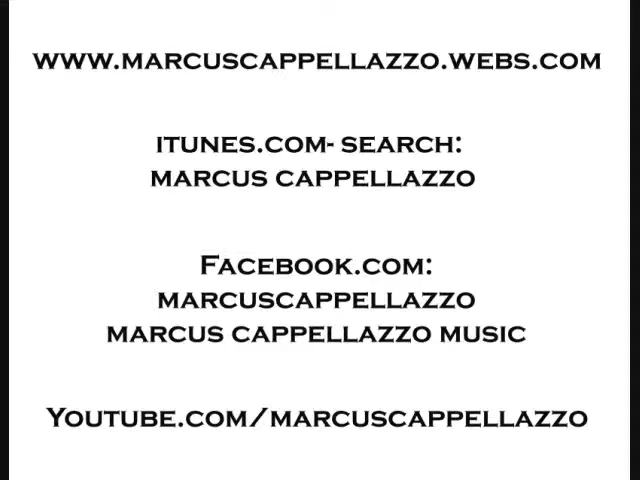 www.marcuscappellazzo.webs.com
itunes.com- search:
marcus cappellazzo
Facebook.com:
marcuscappellazzo
marcus cappellazzo music
Youtube.com/marcuscappellazzo